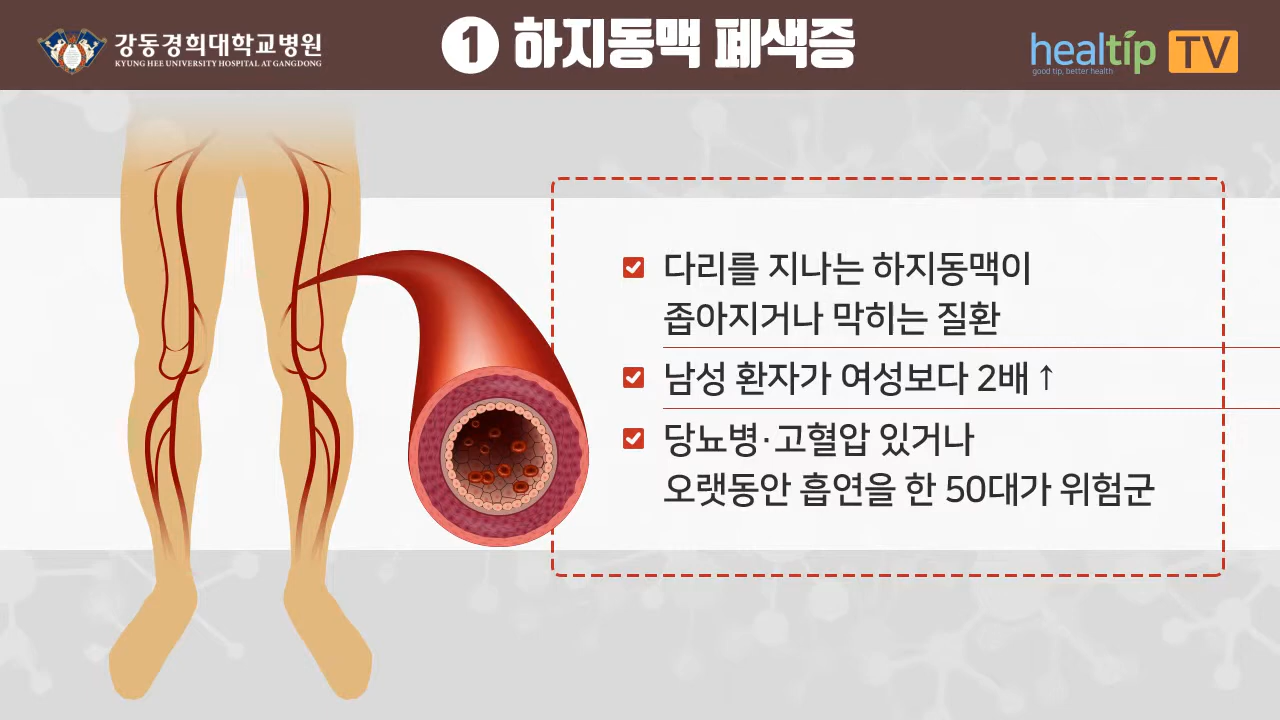 강동경희대학교병원
KYUNG HEE UNIVERSITY HOSPITAL AT GANGDONG
1 하지동맥 폐색증
healtip TV
good tip, better health
다리를 지나는 하지동맥이
좁아지거나 막히는 질환
남성 환자가 여성보다 2배 ↑
당뇨병·고혈압 있거나
오랫동안 흡연을 한 50대가 위험군